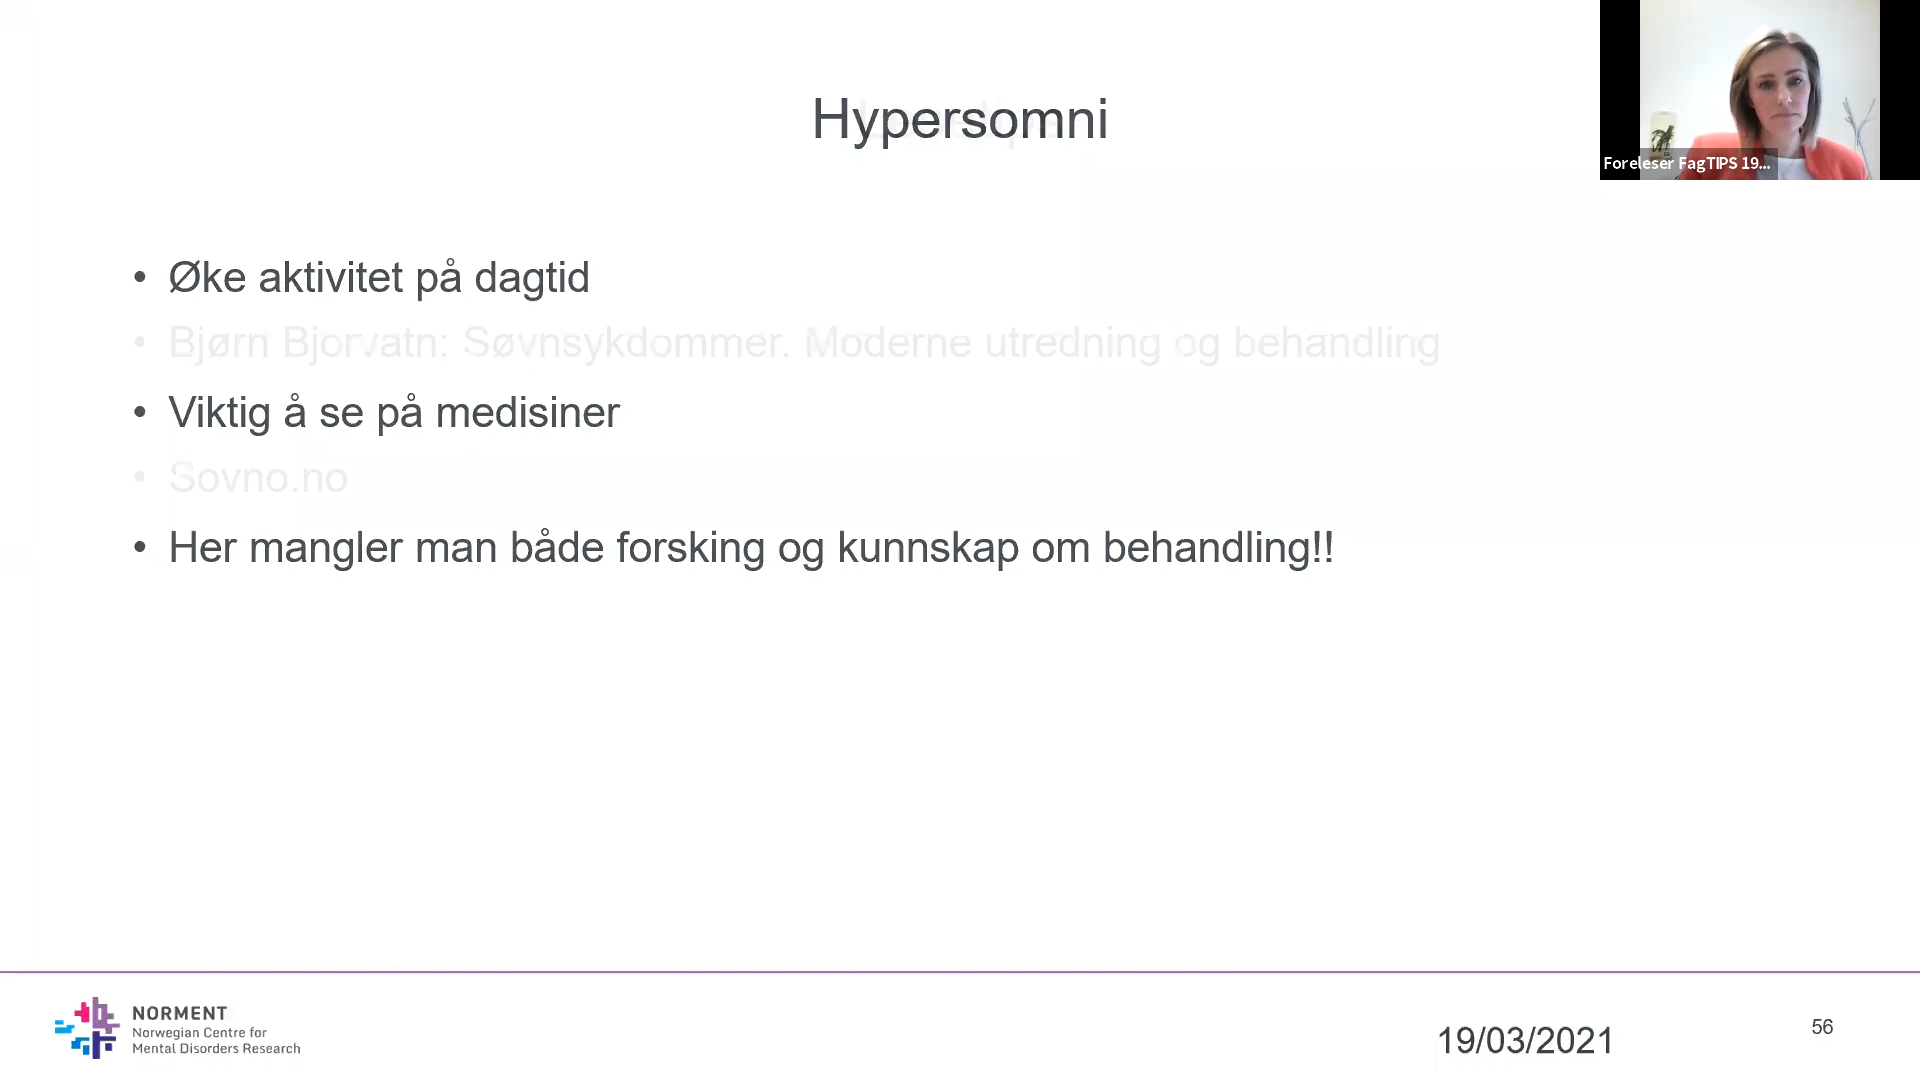 Hypersomni
Foreleser FagTIPS 19...
• Øke aktivitet på dagtid
• Bjørn Bjorvatn: Søvnsykdommer. Moderne utredning og behandling
• Viktig å se på medisiner
• Sovno.no
• Her mangler man både forsking og kunnskap om behandling!!
NORMENT
Norwegian Centre for
Mental Disorders Research
19/03/2021
56